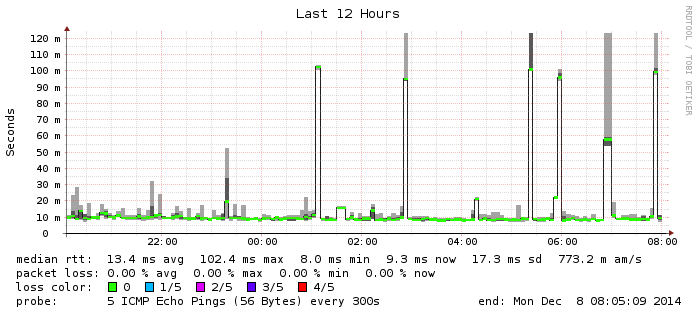 Last 12 Hours
RRDTOOL / TOBI OETIKER
Seconds
120 m
110 m
100 m
90 m
80 m
70 m
60 m
50 m
40 m
30 m
20 m
10 m
0
22:00 00:00 02:00 04:00 06:00 08:00
median rtt: 13.4 ms avg 102.4 ms max 8.0 ms min 9.3 ms now 17.3 ms sd 773.2 m am/s
packet loss: 0.00 % avg 0.00 % max 0.00 % min 0.00 % now
loss color: 0 1/5 2/5 3/5 4/5
probe: 5 ICMP Echo Pings (56 Bytes) every 300s end: Mon Dec 8 08:05:09 2014